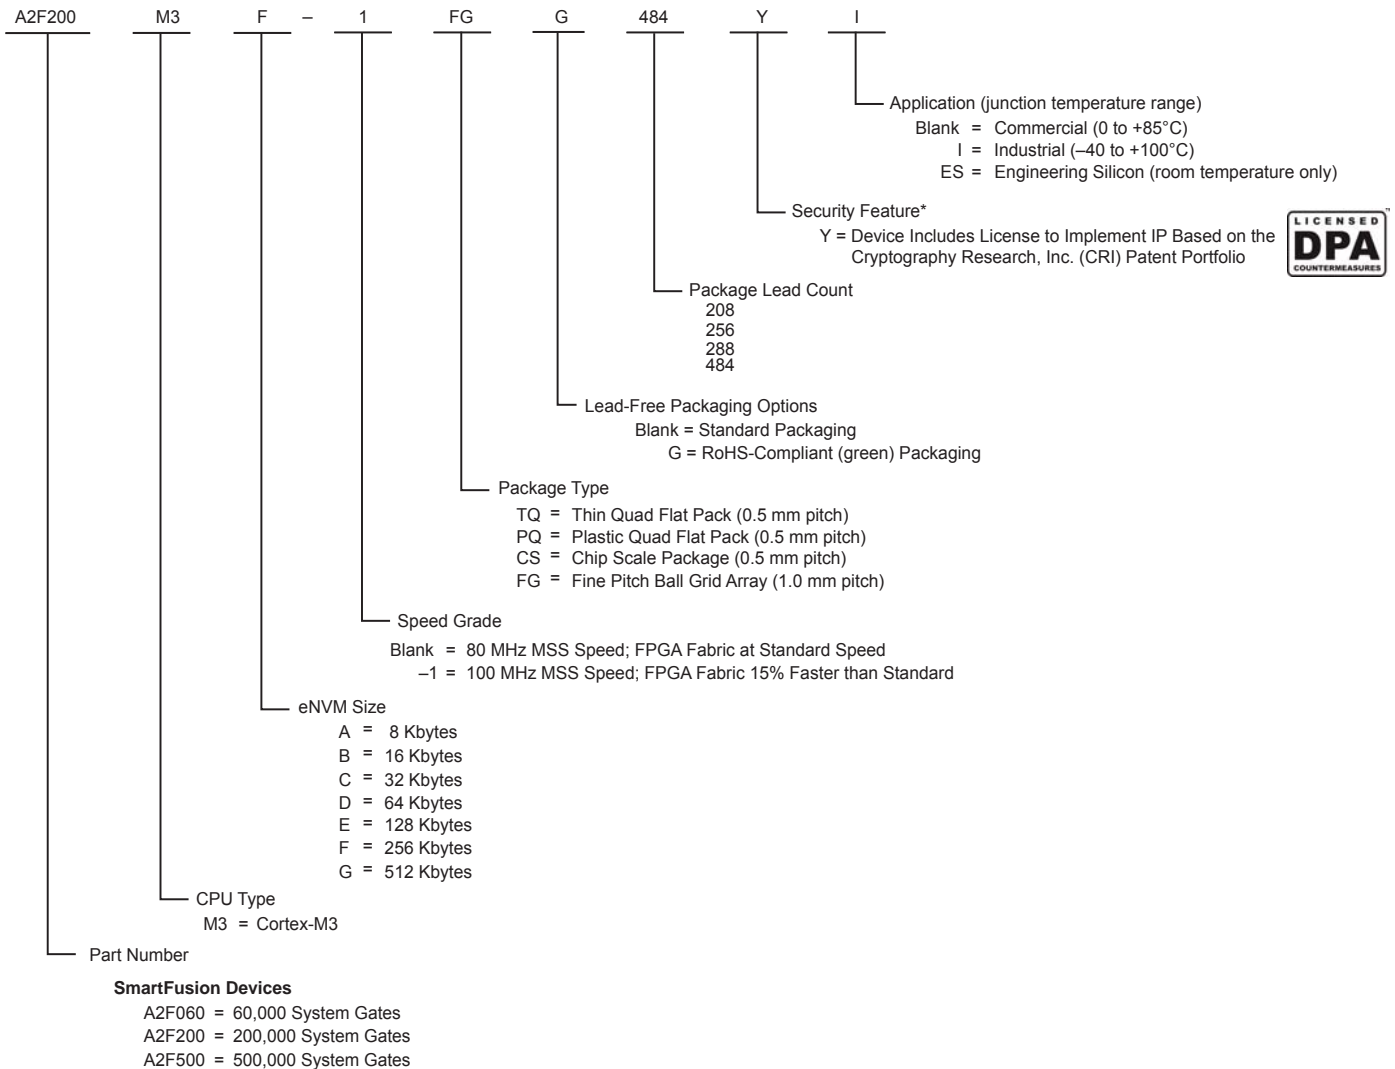 A2F200 M3 F – 1 FG G 484 Y I
Application (junction temperature range)
Blank = Commercial (0 to +85°C)
I = Industrial (–40 to +100°C)
ES = Engineering Silicon (room temperature only)
Security Feature*
Y = Device Includes License to Implement IP Based on the
Cryptography Research, Inc. (CRI) Patent Portfolio
LICENSED
DPA
COUNTERMEASURES
Package Lead Count
208
256
288
484
Lead-Free Packaging Options
Blank = Standard Packaging
G = RoHS-Compliant (green) Packaging
Package Type
TQ = Thin Quad Flat Pack (0.5 mm pitch)
PQ = Plastic Quad Flat Pack (0.5 mm pitch)
CS = Chip Scale Package (0.5 mm pitch)
FG = Fine Pitch Ball Grid Array (1.0 mm pitch)
Speed Grade
Blank = 80 MHz MSS Speed; FPGA Fabric at Standard Speed
–1 = 100 MHz MSS Speed; FPGA Fabric 15% Faster than Standard
eNVM Size
A = 8 Kbytes
B = 16 Kbytes
C = 32 Kbytes
D = 64 Kbytes
E = 128 Kbytes
F = 256 Kbytes
G = 512 Kbytes
CPU Type
M3 = Cortex-M3
Part Number
SmartFusion Devices
A2F060 = 60,000 System Gates
A2F200 = 200,000 System Gates
A2F500 = 500,000 System Gates